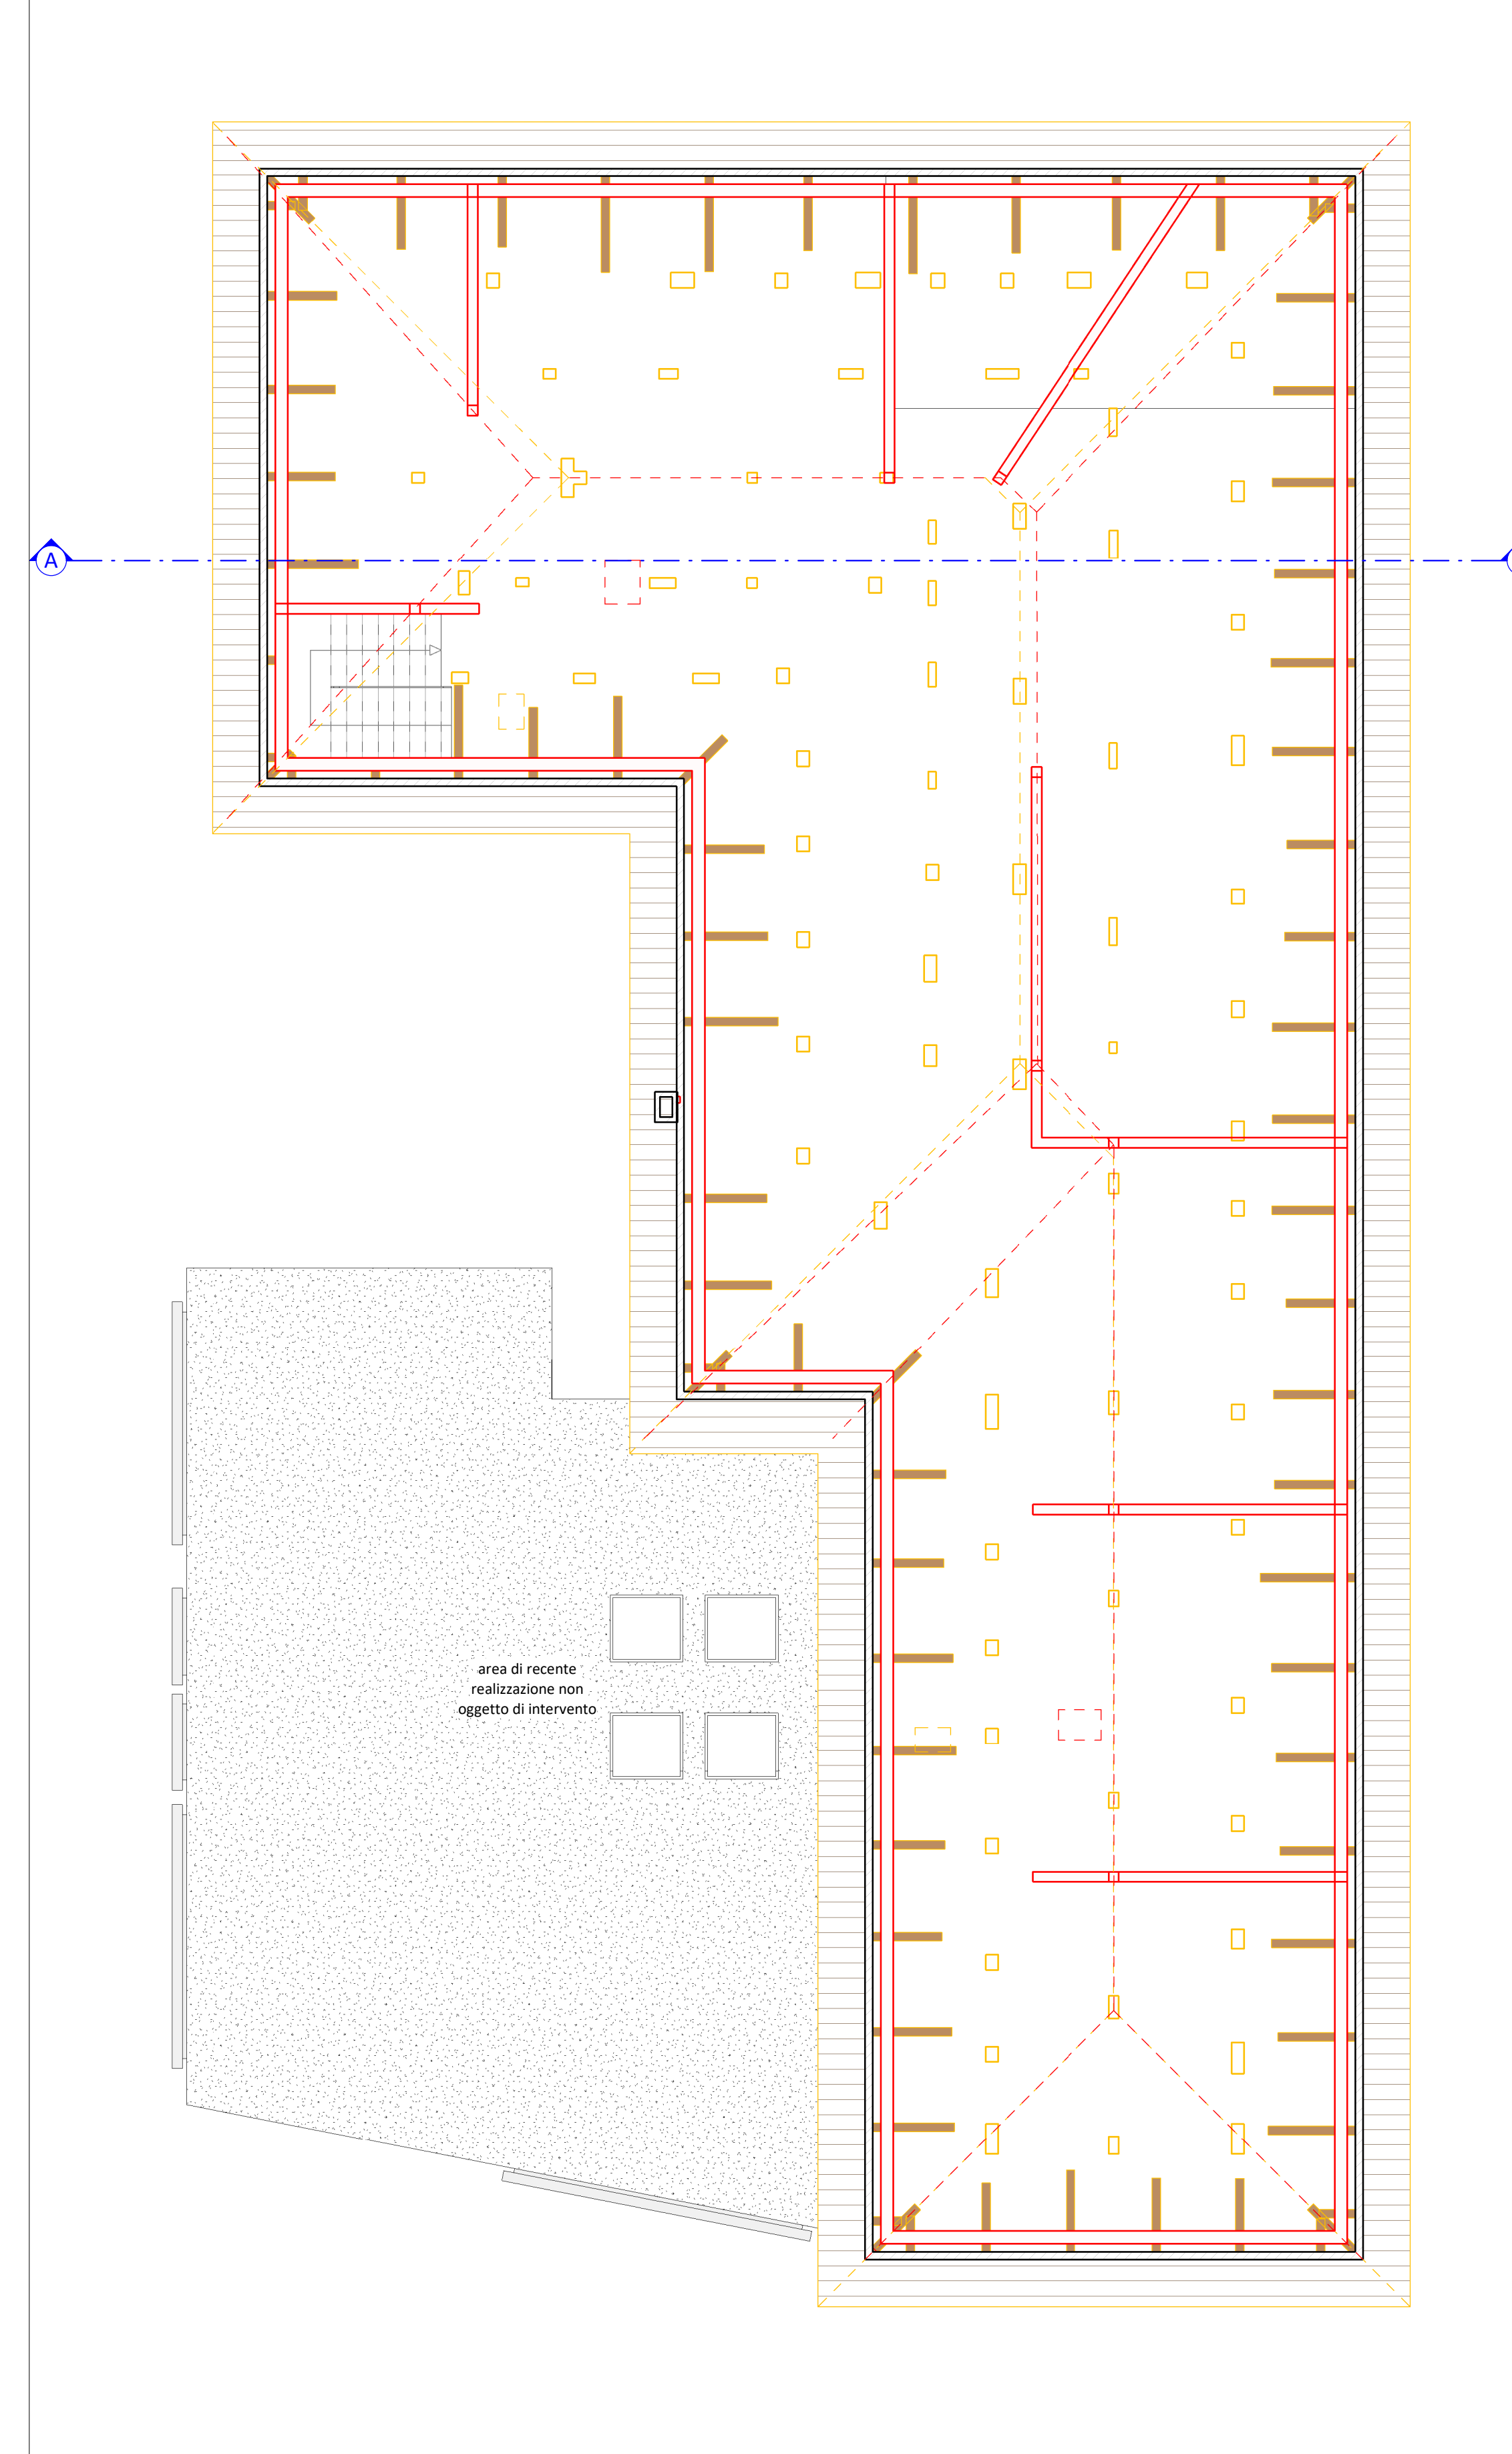 A
area di recente
realizzazione non
oggetto di intervento